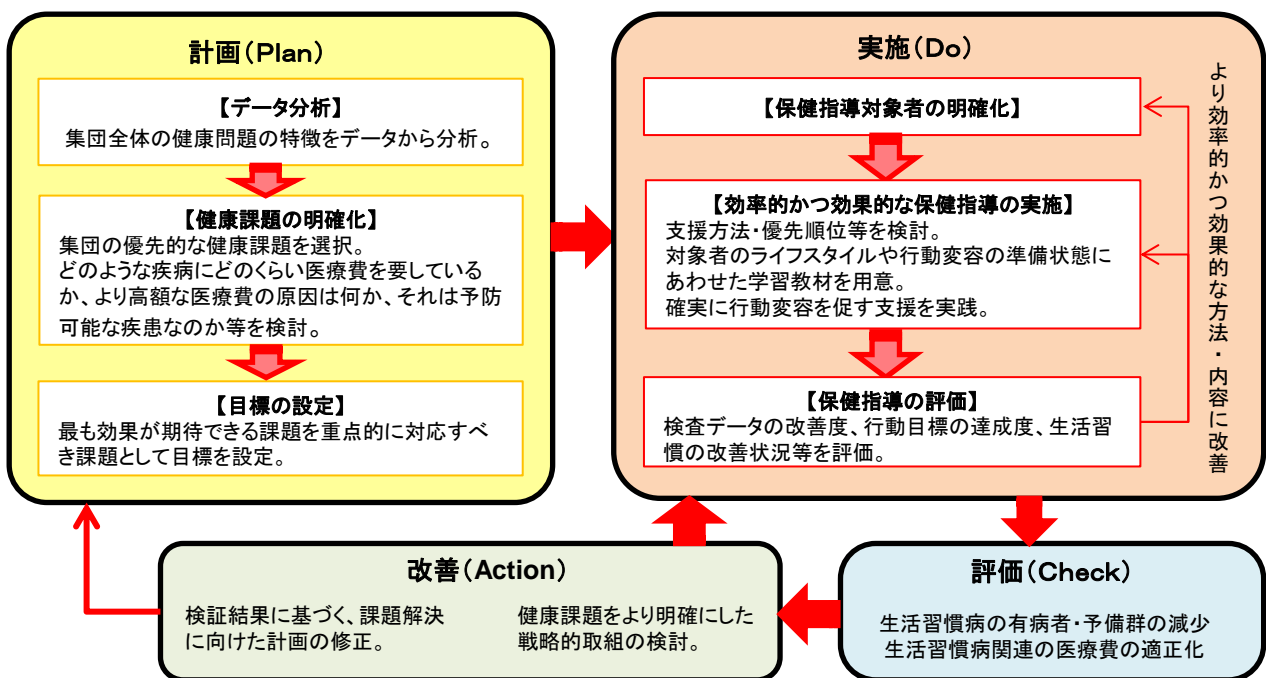 計画(Plan)
【データ分析】
集団全体の健康問題の特徴をデータから分析。
【健康課題の明確化】
集団の優先的な健康課題を選択。
どのような疾病にどのくらい医療費を要している
か、より高額な医療費の原因は何か、それは予防
可能な疾患なのか等を検討。
【目標の設定】
最も効果が期待できる課題を重点的に対応すべ
き課題として目標を設定。
実施(Do)
【保健指導対象者の明確化】
【効率的かつ効果的な保健指導の実施】
支援方法・優先順位等を検討。
対象者のライフスタイルや行動変容の準備状態に
あわせた学習教材を用意。
確実に行動変容を促す支援を実践。
【保健指導の評価】
検査データの改善度、行動目標の達成度、生活習
慣の改善状況等を評価。
より効率的かつ効果的な方法・内容に改善
改善(Action)
検証結果に基づく、課題解決
に向けた計画の修正。
健康課題をより明確にした
戦略的取組の検討。
評価(Check)
生活習慣病の有病者・予備群の減少
生活習慣病関連の医療費の適正化